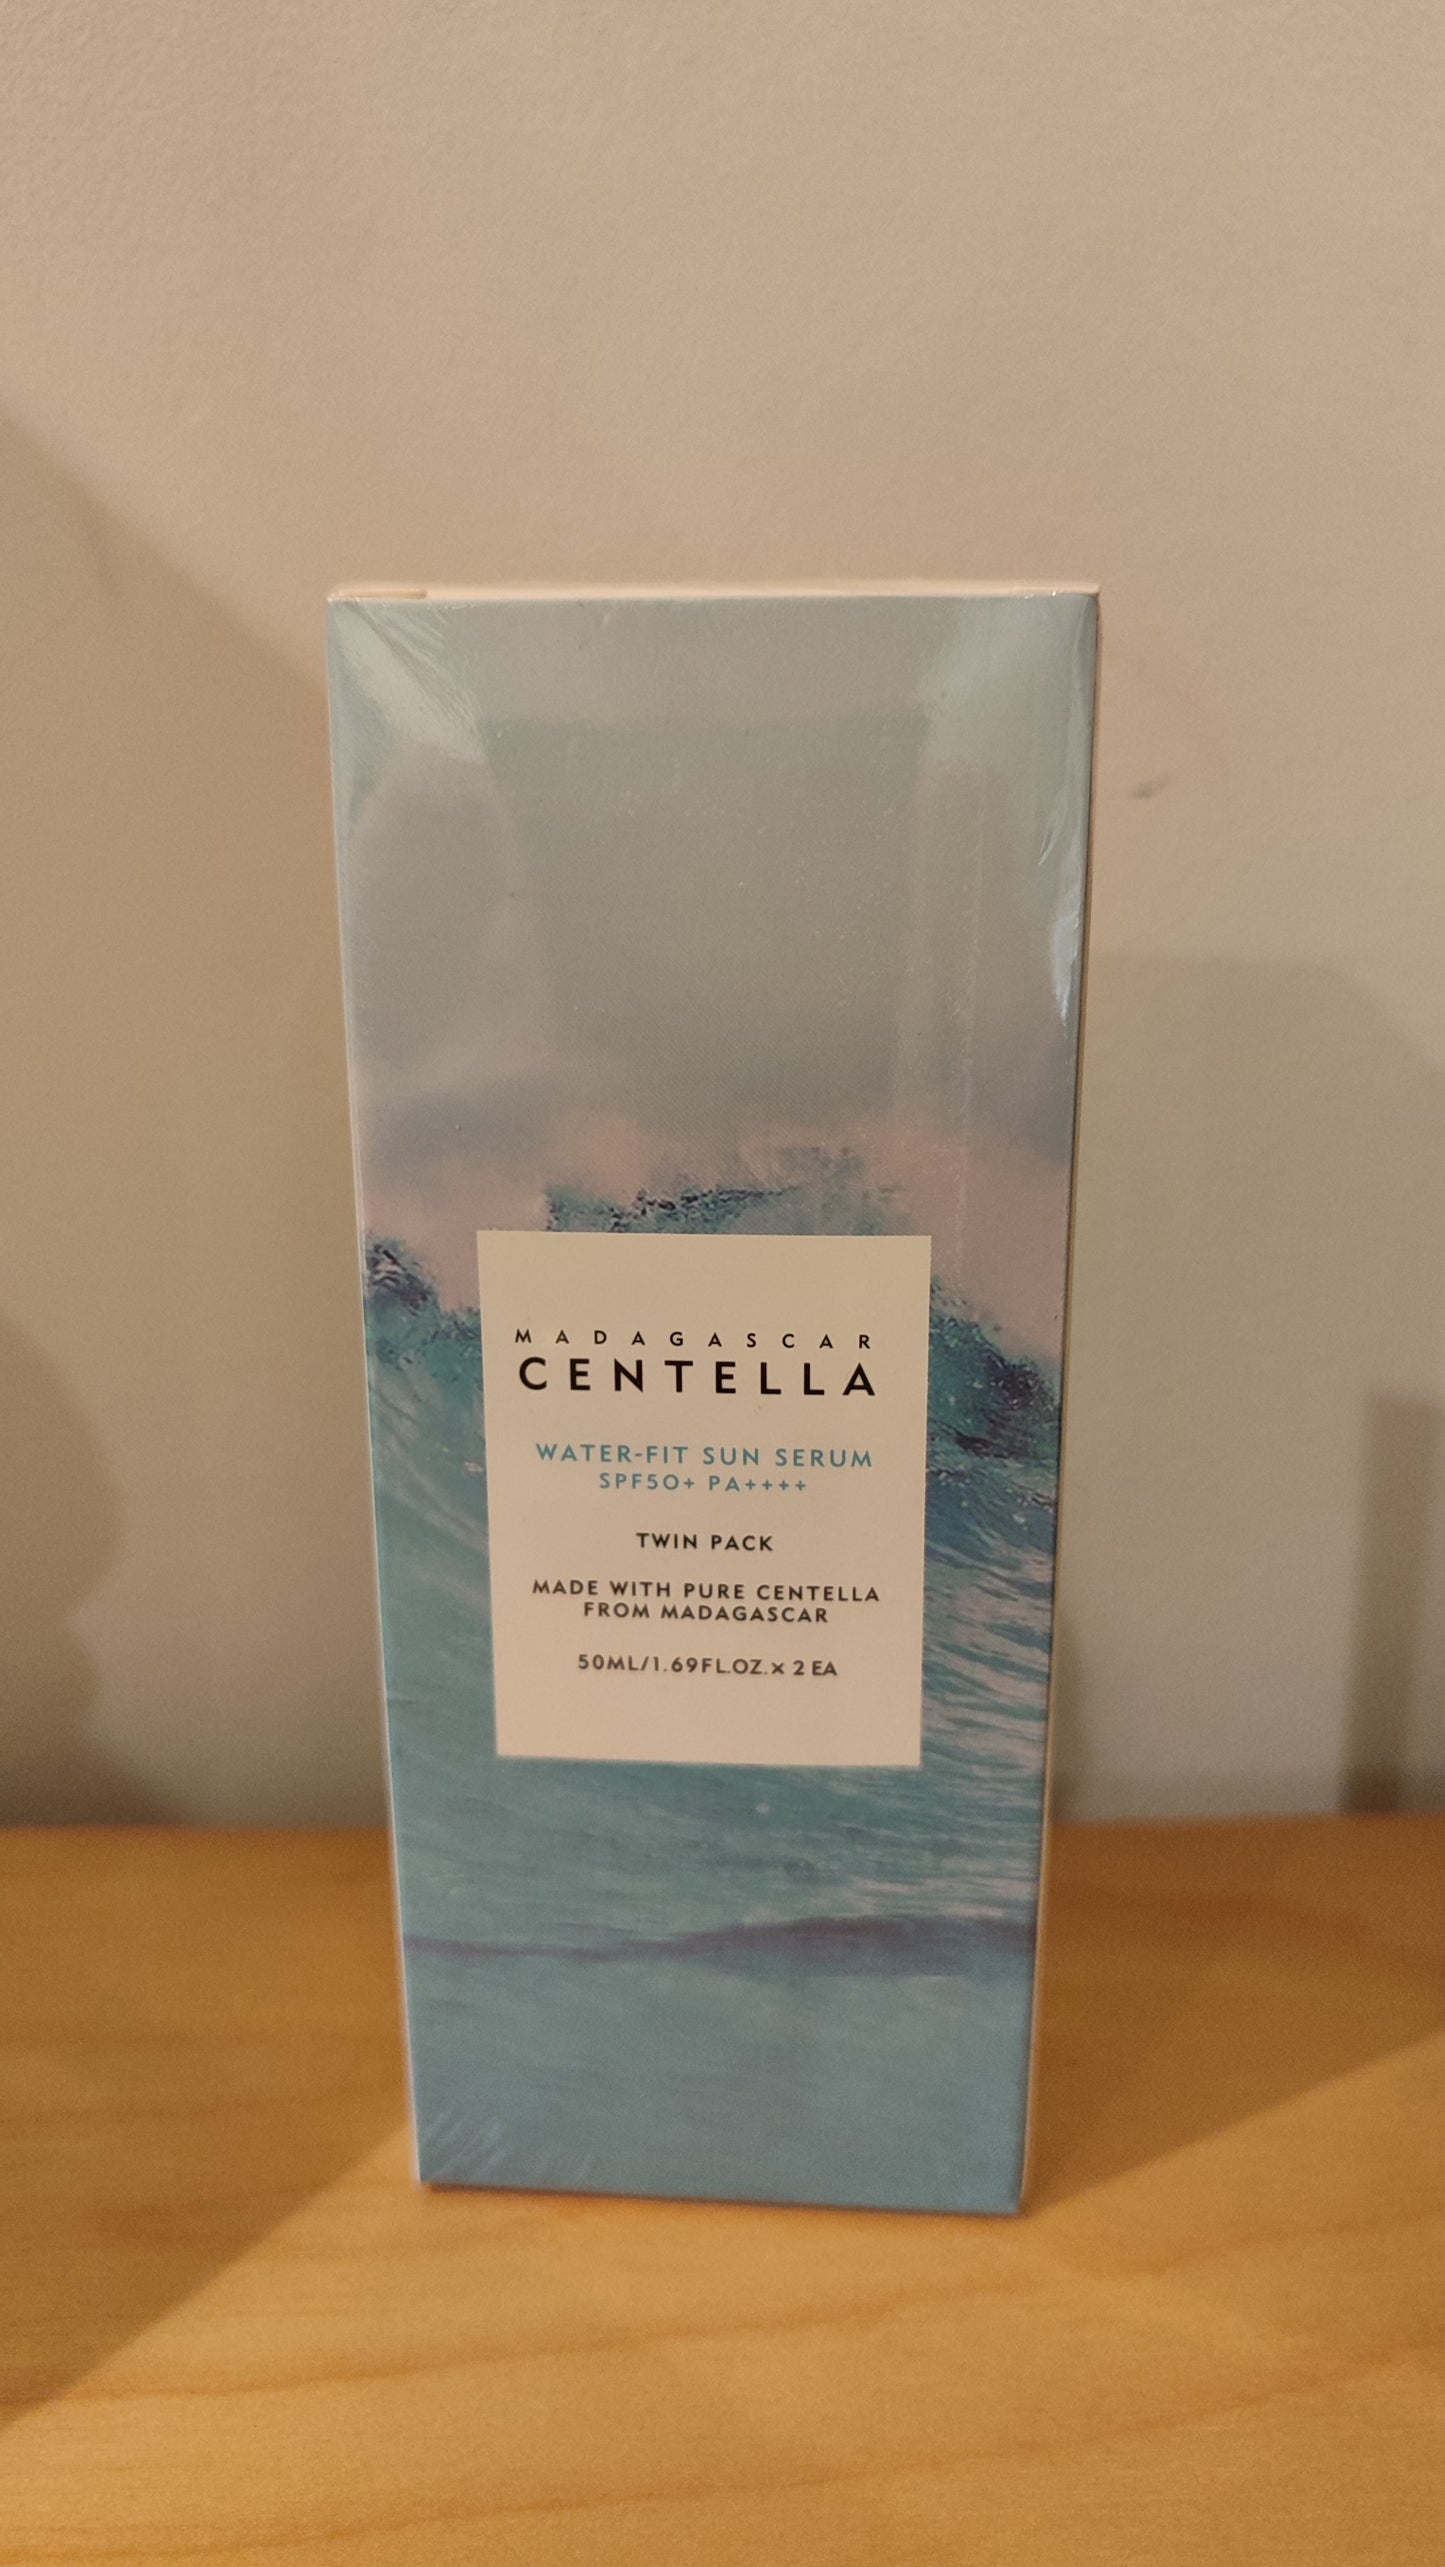 MADAGASCAR
CENTELLA
WATER-FIT SUN SERUM
SPF50+ PA++++
TWIN PACK
MADE WITH PURE CENTELLA
FROM MADAGASCAR
50ML/1.69FL.OZ.× 2 EA